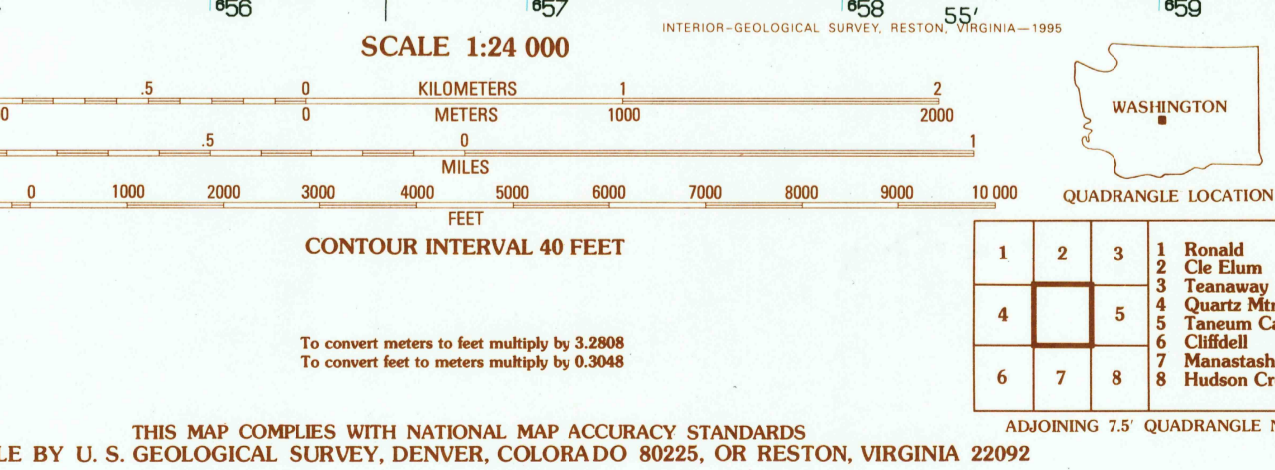 656 657 658 55′ 659
INTERIOR-GEOLOGICAL SURVEY, RESTON, VIRGINIA—1995
SCALE 1:24 000
.5 0 KILOMETERS 1 2
0 0 METERS 1000 2000
.5 0 1
MILES
0 1000 2000 3000 4000 5000 6000 7000 8000 9000 10 000
FEET
CONTOUR INTERVAL 40 FEET
To convert meters to feet multiply by 3.2808
To convert feet to meters multiply by 0.3048
WASHINGTON
QUADRANGLE LOCATION
1 2 3
4 5
6 7 8
1 Ronald
2 Cle Elum
3 Teanaway
4 Quartz Mtn
5 Taneum Ca
6 Cliffdell
7 Manastash
8 Hudson Cr
ADJOINING 7.5′ QUADRANGLE N
THIS MAP COMPLIES WITH NATIONAL MAP ACCURACY STANDARDS
LE BY U. S. GEOLOGICAL SURVEY, DENVER, COLORADO 80225, OR RESTON, VIRGINIA 22092